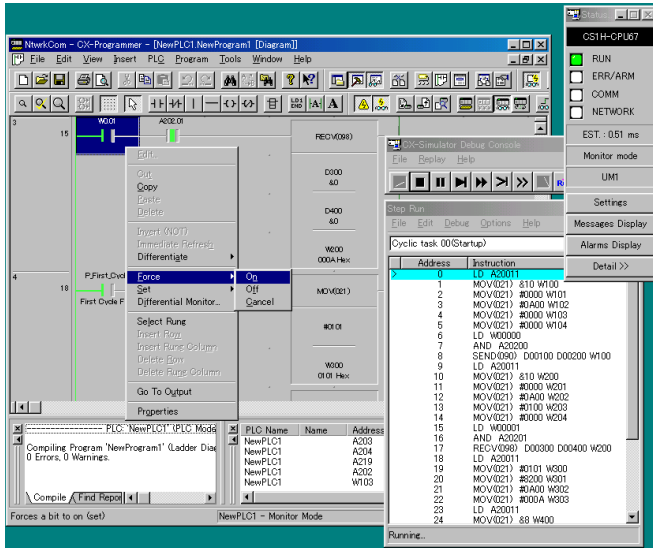 NtwrkCom - CX-Programmer - [NewPLC1.NewProgram1 [Diagram]]
File Edit View Insert PLC Program Tools Window Help
3
15
W0.01
A202.01
RECV(098)
D300
&0
D400
&0
W200
000A Hex
4
18
P_First_Cycl
First Cycle F
MOV(021)
#0101
W300
0101 Hex
Edit
Cut
Copy
Paste
Delete
Invert (NOT)
Immediate Refresh
Differentiate
Force
Set
Differential Monitor...
Select Rung
Insert Row
Insert Rung Column
Delete Row
Delete Rung Column
Go To Output
Properties
On
Off
Cancel
PLC: 'NewPLC1' (PLC Mode
Compiling Program 'NewProgram1' (Ladder Diag
0 Errors, 0 Warnings.
Compile Find Repor
PLC Name Name Address
NewPLC1 A203
NewPLC1 A204
NewPLC1 A219
NewPLC1 A202
NewPLC1 W103
Forces a bit to on (set)
NewPLC1 - Monitor Mode
CX-Simulator Debug Console
File Replay Help
Step Run
File Edit Debug Options Help
Cyclic task 00(Startup)
Address Instruction
0 LD A20011
1 MOV(021) &10 W100
2 MOV(021) #0000 W101
3 MOV(021) #0A00 W102
4 MOV(021) #0000 W103
5 MOV(021) #0000 W104
6 LD W00000
7 AND A20200
8 SEND(090) D00100 D00200 W100
9 LD A20011
10 MOV(021) &10 W200
11 MOV(021) #0000 W201
12 MOV(021) #0A00 W202
13 MOV(021) #0100 W203
14 MOV(021) #0000 W204
15 LD W00001
16 AND A20201
17 RECV(098) D00300 D00400 W200
18 LD A20011
19 MOV(021) #0101 W300
20 MOV(021) #8200 W301
21 MOV(021) #0A00 W302
22 MOV(021) #000A W303
23 LD A20011
24 MOV(021) &8 W400
Running...
Status
CS1H-CPU67
RUN
ERR/ARM
COMM
NETWORK
EST. : 0.51 ms
Monitor mode
UM1
Settings
Messages Display
Alarms Display
Detail >>